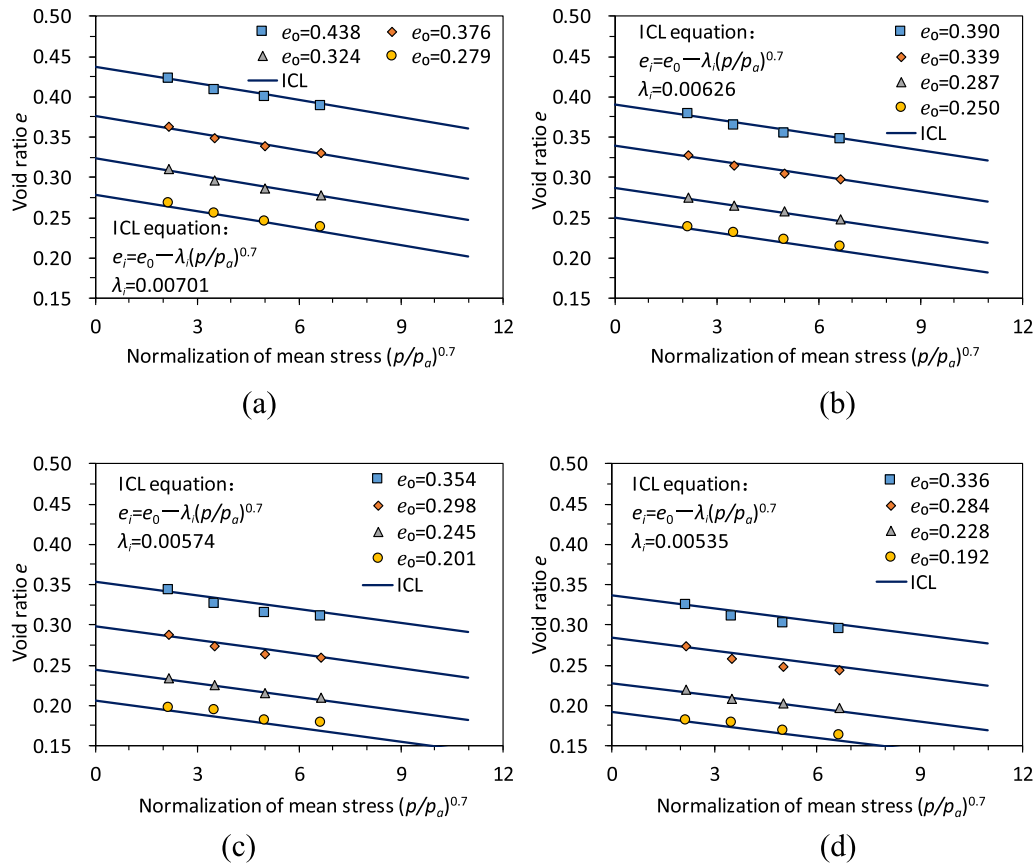 e₀=0.438 e₀=0.376
e₀=0.324 e₀=0.279
ICL
ICL equation：
eᵢ=e₀—λᵢ(p/pₐ)⁰·⁷
λᵢ=0.00701
0.50
0.45
0.40
0.35
0.30
0.25
0.20
0.15
Void ratio e
0 3 6 9 12
Normalization of mean stress (p/pₐ)⁰·⁷
(a)
ICL equation：
eᵢ=e₀—λᵢ(p/pₐ)⁰·⁷
λᵢ=0.00626
e₀=0.390
e₀=0.339
e₀=0.287
e₀=0.250
ICL
0.50
0.45
0.40
0.35
0.30
0.25
0.20
0.15
Void ratio e
0 3 6 9 12
Normalization of mean stress (p/pₐ)⁰·⁷
(b)
ICL equation：
eᵢ=e₀—λᵢ(p/pₐ)⁰·⁷
λᵢ=0.00574
e₀=0.354
e₀=0.298
e₀=0.245
e₀=0.201
ICL
0.50
0.45
0.40
0.35
0.30
0.25
0.20
0.15
Void ratio e
0 3 6 9 12
Normalization of mean stress (p/pₐ)⁰·⁷
(c)
ICL equation：
eᵢ=e₀—λᵢ(p/pₐ)⁰·⁷
λᵢ=0.00535
e₀=0.336
e₀=0.284
e₀=0.228
e₀=0.192
ICL
0.50
0.45
0.40
0.35
0.30
0.25
0.20
0.15
Void ratio e
0 3 6 9 12
Normalization of mean stress (p/pₐ)⁰·⁷
(d)